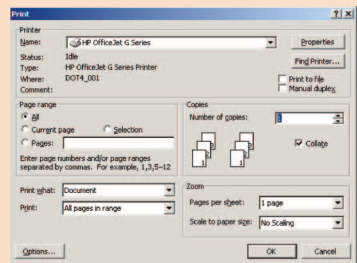 Print
Printer
Name: HP OfficeJet G Series Properties
Status: Idle Find Printer...
Type: HP OfficeJet G Series Printer
Where: DOT4_001 Print to file
Comment: Manual duplex
Page range
All
Current page Selection
Pages:
Enter page numbers and/or page ranges
separated by commas. For example, 1,3,5–12
Copies
Number of copies: 1
Collate
Print what: Document
Print: All pages in range
Zoom
Pages per sheet: 1 page
Scale to paper size: No Scaling
Options... OK Cancel